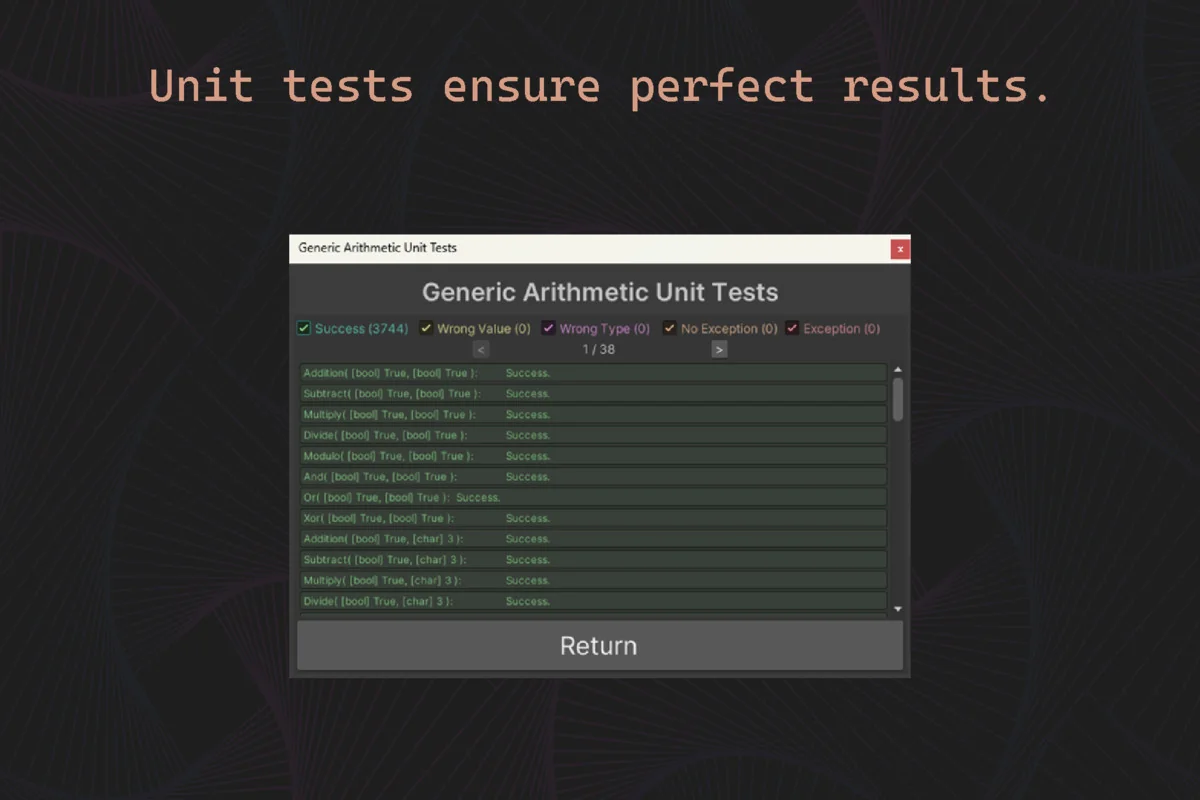 Unit tests ensure perfect results.
Generic Arithmetic Unit Tests
x
Generic Arithmetic Unit Tests
Success (3744) Wrong Value (0) Wrong Type (0) No Exception (0) Exception (0)
< 1 / 38 >
Addition( [bool] True, [bool] True ): Success.
Subtract( [bool] True, [bool] True ): Success.
Multiply( [bool] True, [bool] True ): Success.
Divide( [bool] True, [bool] True ): Success.
Modulo( [bool] True, [bool] True ): Success.
And( [bool] True, [bool] True ): Success.
Or( [bool] True, [bool] True ): Success.
Xor( [bool] True, [bool] True ): Success.
Addition( [bool] True, [char] 3 ): Success.
Subtract( [bool] True, [char] 3 ): Success.
Multiply( [bool] True, [char] 3 ): Success.
Divide( [bool] True, [char] 3 ): Success.
Return